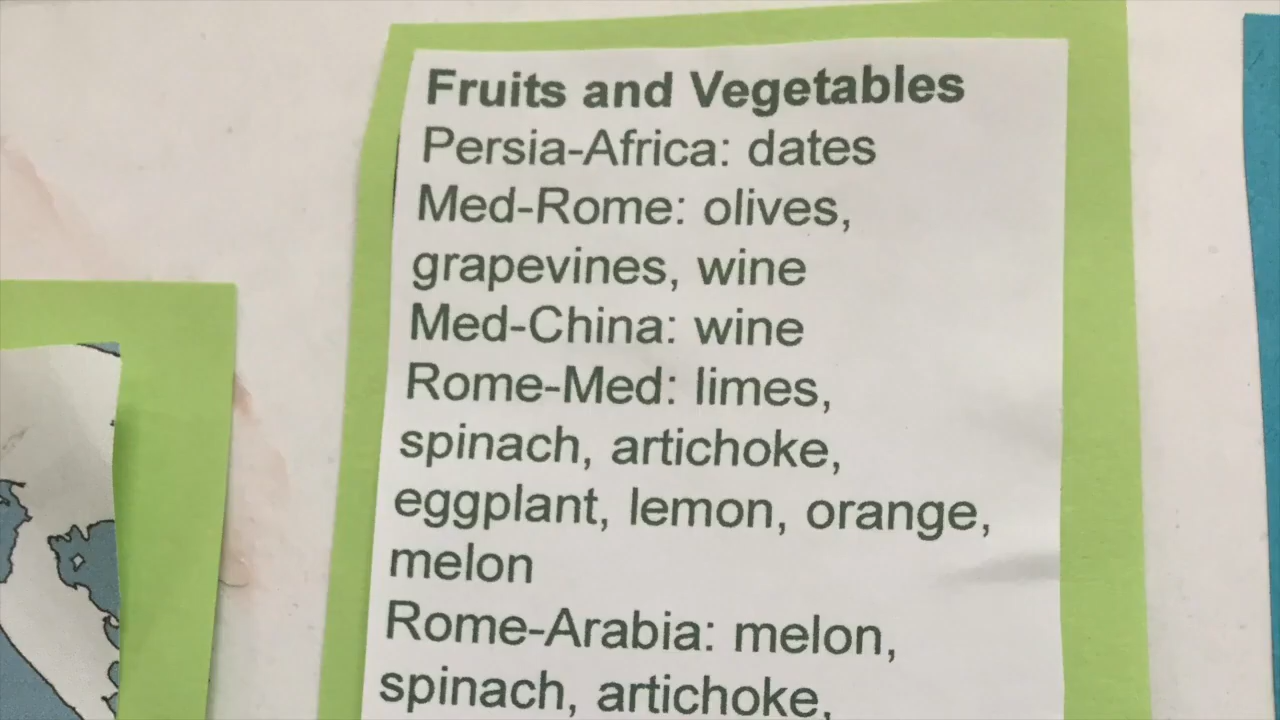 Fruits and Vegetables
Persia-Africa: dates
Med-Rome: olives,
grapevines, wine
Med-China: wine
Rome-Med: limes,
spinach, artichoke,
eggplant, lemon, orange,
melon
Rome-Arabia: melon,
spinach, artichoke,